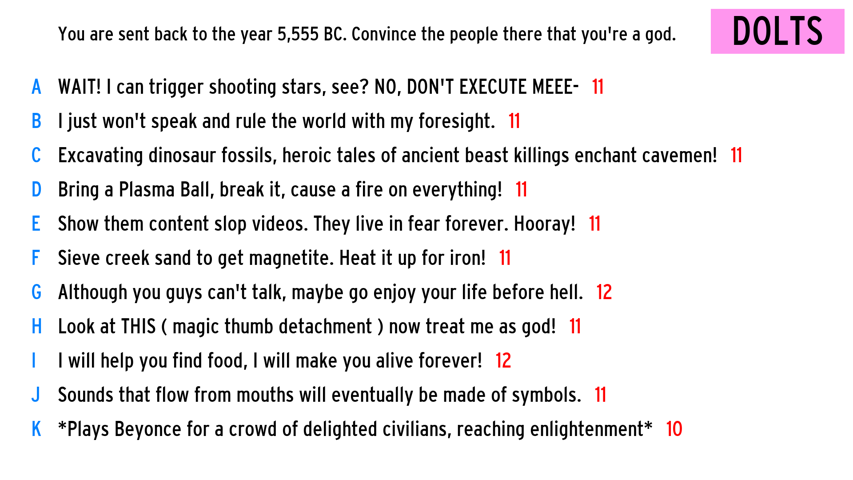 You are sent back to the year 5,555 BC. Convince the people there that you're a god.
DOLTS
A WAIT! I can trigger shooting stars, see? NO, DON'T EXECUTE MEEE- 11
B I just won't speak and rule the world with my foresight. 11
C Excavating dinosaur fossils, heroic tales of ancient beast killings enchant cavemen! 11
D Bring a Plasma Ball, break it, cause a fire on everything! 11
E Show them content slop videos. They live in fear forever. Hooray! 11
F Sieve creek sand to get magnetite. Heat it up for iron! 11
G Although you guys can't talk, maybe go enjoy your life before hell. 12
H Look at THIS ( magic thumb detachment ) now treat me as god! 11
I I will help you find food, I will make you alive forever! 12
J Sounds that flow from mouths will eventually be made of symbols. 11
K *Plays Beyonce for a crowd of delighted civilians, reaching enlightenment* 10